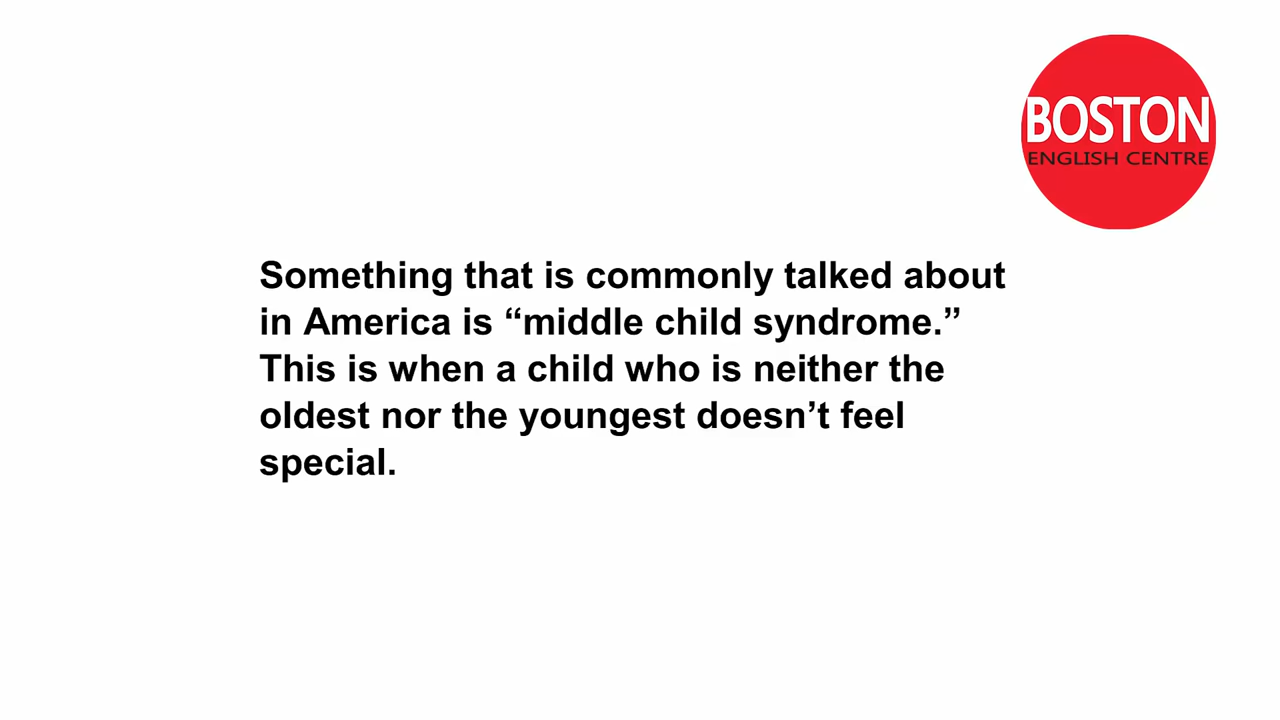 BOSTON
ENGLISH CENTRE
Something that is commonly talked about
in America is “middle child syndrome.”
This is when a child who is neither the
oldest nor the youngest doesn’t feel
special.